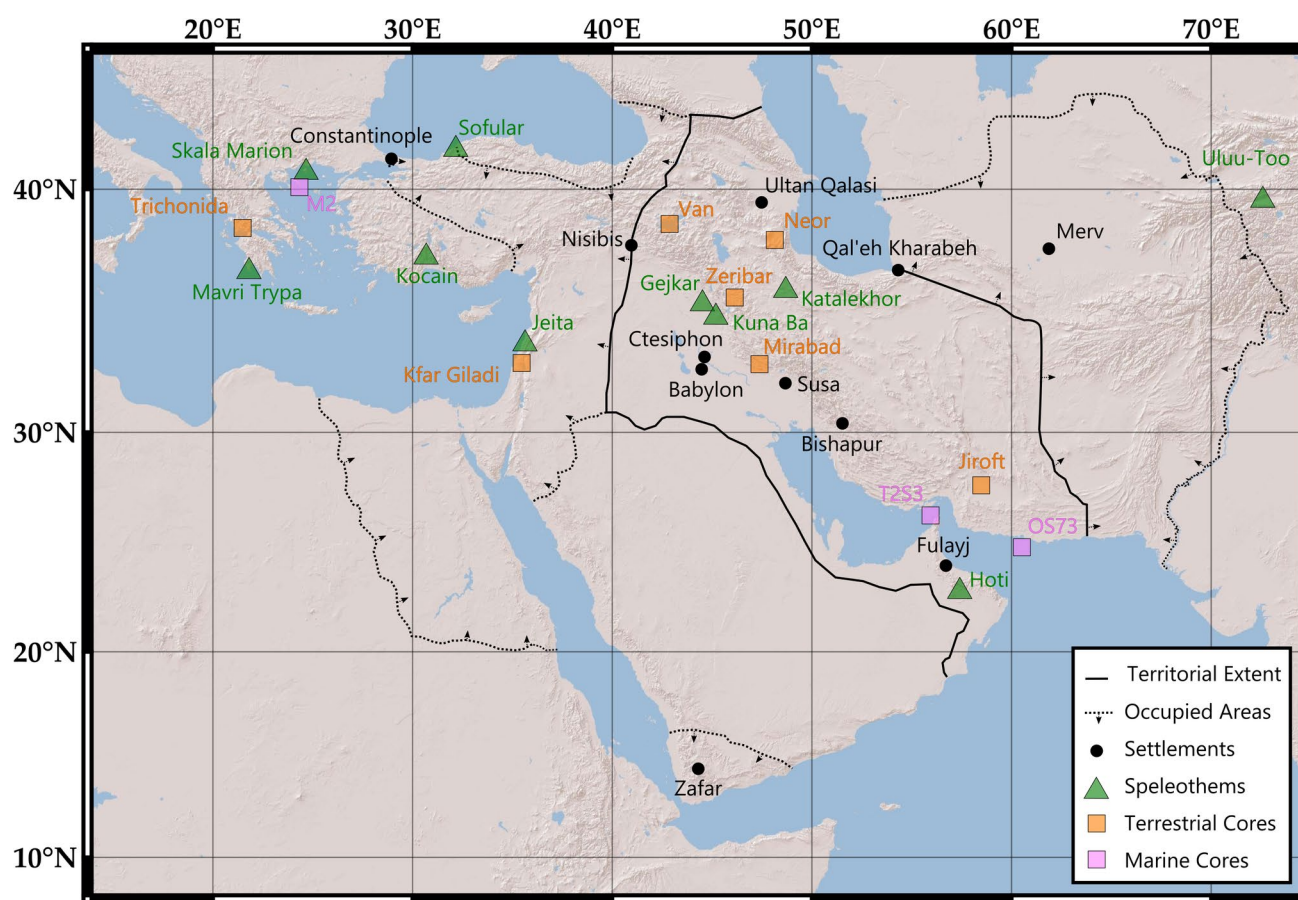 20°E 30°E 40°E 50°E 60°E 70°E
Constantinople
Sofular
Skala Marion
Uluu-Too
40°N
M2
Ultan Qalasi
Trichonida
Van
Neor
Merv
Nisibis
Qal'eh Kharabeh
Kocain
Mavri Trypa
Gejkar
Zeribar
Katalekhor
Jeita
Kuna Ba
Ctesiphon
Mirabad
Kfar Giladi
Babylon
Susa
30°N
Bishapur
Jiroft
T2S3
OS73
Fulayj
Hoti
20°N
Territorial Extent
Occupied Areas
Settlements
Zafar
Speleothems
Terrestrial Cores
10°N
Marine Cores